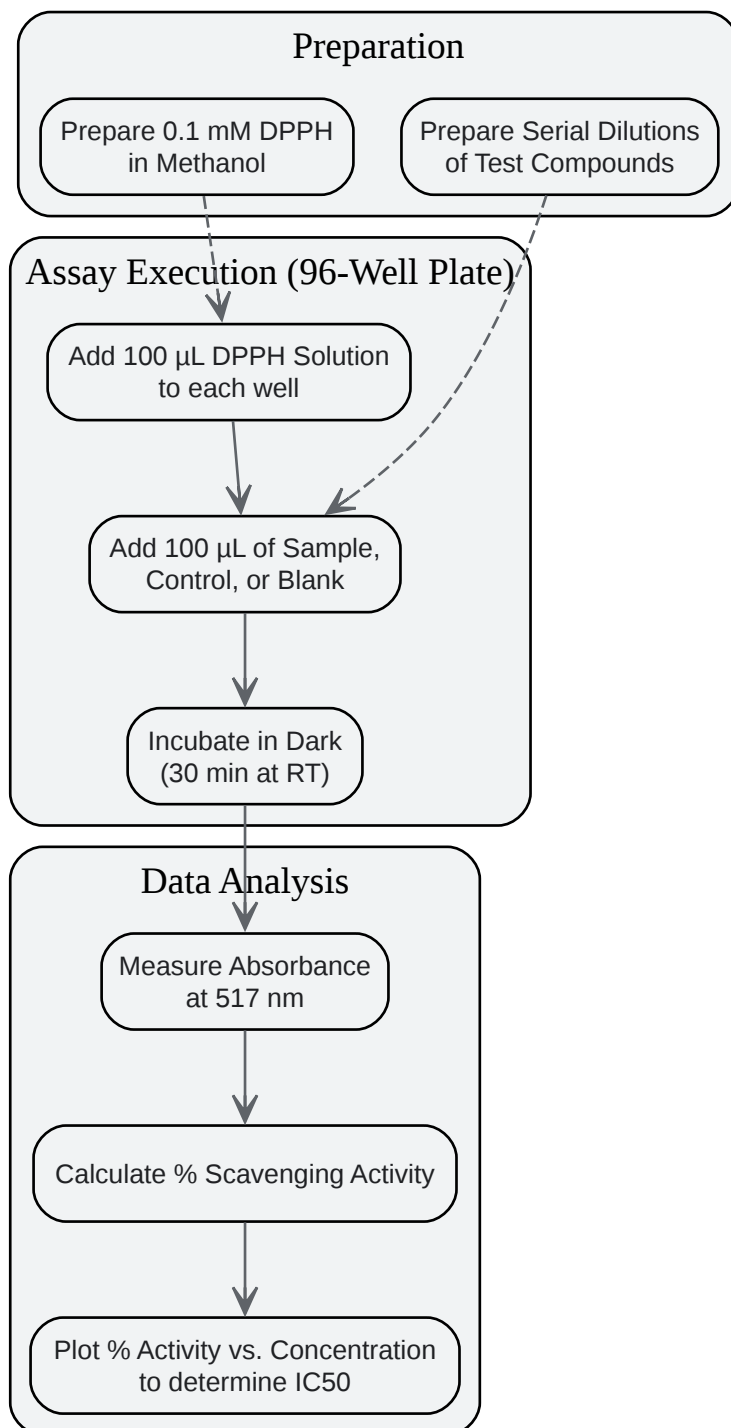 Preparation
Prepare 0.1 mM DPPH
in Methanol
Prepare Serial Dilutions
of Test Compounds
Assay Execution (96-Well Plate)
Add 100 µL DPPH Solution
to each well
Add 100 µL of Sample,
Control, or Blank
Incubate in Dark
(30 min at RT)
Data Analysis
Measure Absorbance
at 517 nm
Calculate % Scavenging Activity
Plot % Activity vs. Concentration
to determine IC50